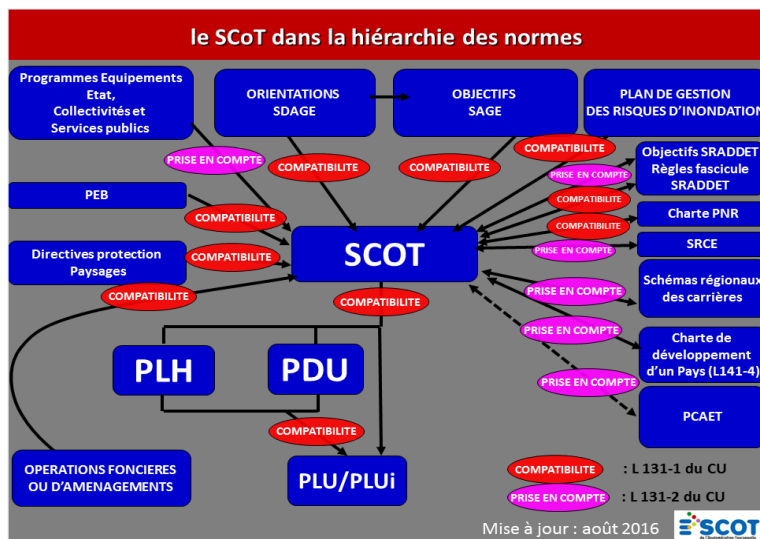 le SCoT dans la hiérarchie des normes
Programmes Equipements
Etat,
Collectivités et
Services publics
ORIENTATIONS
SDAGE
OBJECTIFS
SAGE
PLAN DE GESTION
DES RISQUES D'INONDATION
PRISE EN COMPTE
COMPATIBILITE
COMPATIBILITE
COMPATIBILITE
Objectifs SRADDET
Règles fascicule
SRADDET
PRISE EN COMPTE
COMPATIBILITE
PEB
COMPATIBILITE
Charte PNR
COMPATIBILITE
SCOT
SRCE
PRISE EN COMPTE
Directives protection
Paysages
COMPATIBILITE
COMPATIBILITE
COMPATIBILITE
Schémas régionaux
des carrières
PRISE EN COMPTE
PRISE EN COMPTE
Charte de
développement
d'un Pays (L141-4)
PLH
PDU
PRISE EN COMPTE
PCAET
COMPATIBILITE
OPERATIONS FONCIERES
OU D'AMENAGEMENTS
PLU/PLUi
COMPATIBILITE : L 131-1 du CU
PRISE EN COMPTE : L 131-2 du CU
Mise à jour : août 2016
SCOT